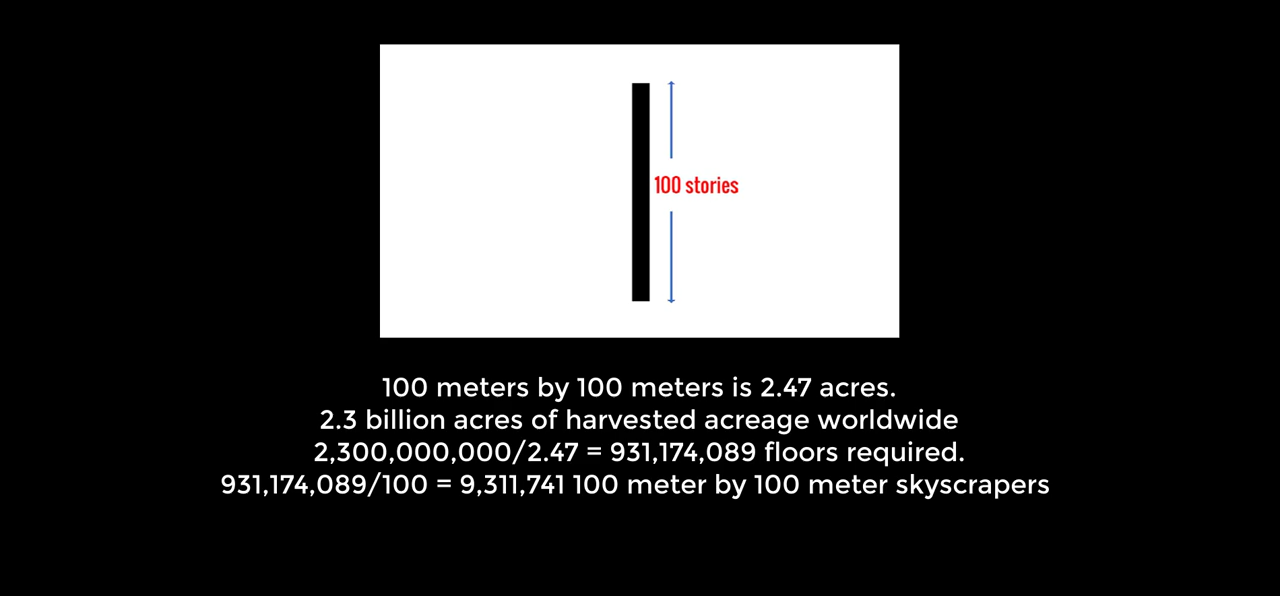 100 stories
100 meters by 100 meters is 2.47 acres.
2.3 billion acres of harvested acreage worldwide
2,300,000,000/2.47 = 931,174,089 floors required.
931,174,089/100 = 9,311,741 100 meter by 100 meter skyscrapers